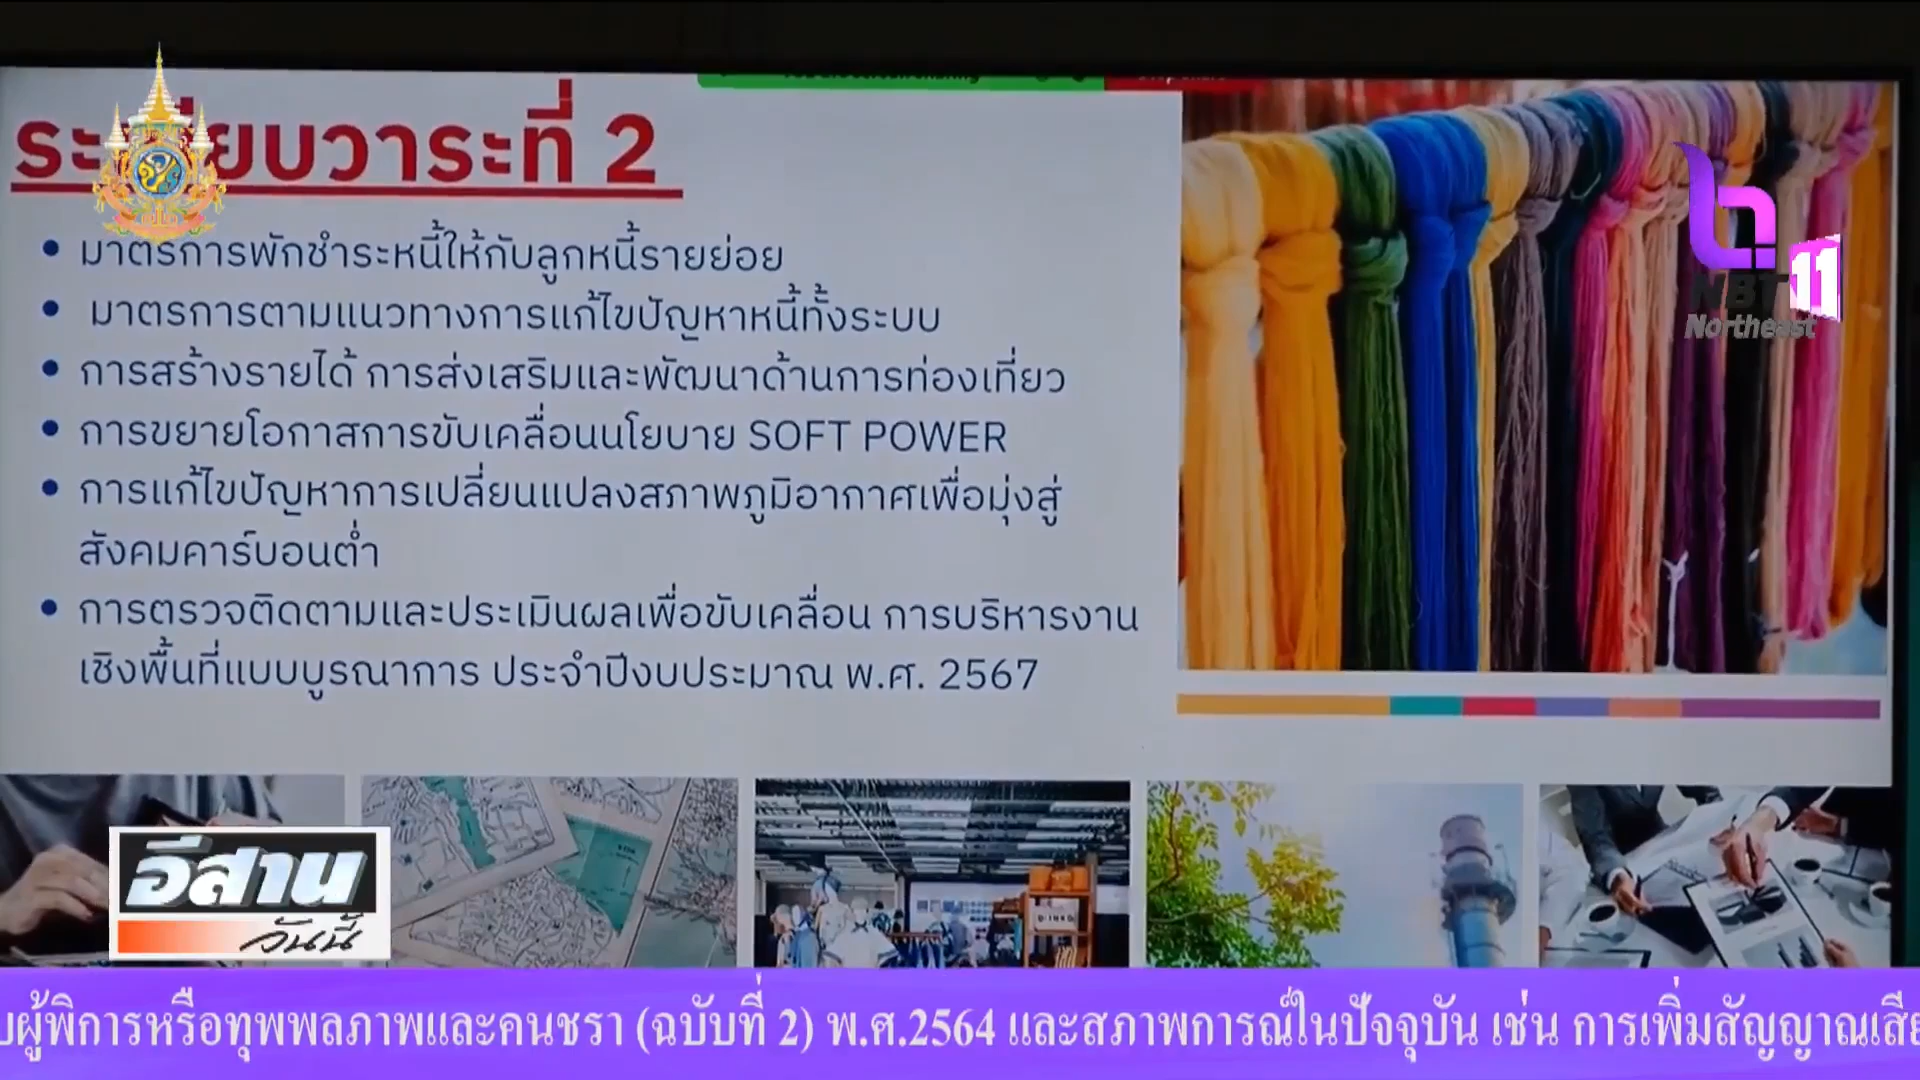 ระเบียบวาระที่ 2
• มาตรการพักชำระหนี้ให้กับลูกหนี้รายย่อย
• มาตรการตามแนวทางการแก้ไขปัญหาหนี้ทั้งระบบ
• การสร้างรายได้ การส่งเสริมและพัฒนาด้านการท่องเที่ยว
• การขยายโอกาสการขับเคลื่อนนโยบาย SOFT POWER
• การแก้ไขปัญหาการเปลี่ยนแปลงสภาพภูมิอากาศเพื่อมุ่งสู่
สังคมคาร์บอนต่ำ
• การตรวจติดตามและประเมินผลเพื่อขับเคลื่อน การบริหารงาน
เชิงพื้นที่แบบบูรณาการ ประจำปีงบประมาณ พ.ศ. 2567
NBT 11
Northeast
อีสาน
วันนี้
ผู้พิการหรือทุพพลภาพและคนชรา (ฉบับที่ 2) พ.ศ.2564 และสภาพการณ์ในปัจจุบัน เช่น การเพิ่มสัญญาณเสีย